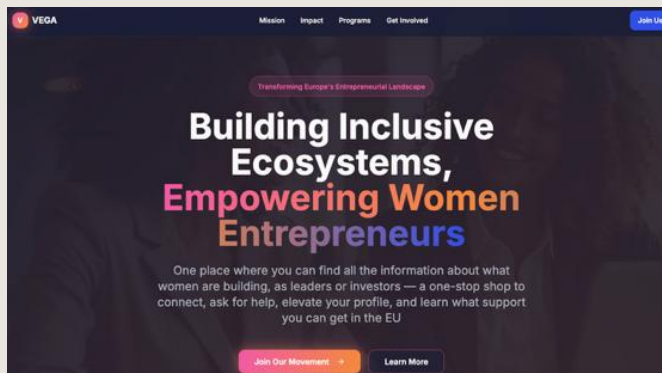 V VEGA
Mission Impact Programs Get Involved
Join Us
Transforming Europe's Entrepreneurial Landscape
Building Inclusive
Ecosystems,
Empowering Women
Entrepreneurs
One place where you can find all the information about what
women are building, as leaders or investors — a one-stop shop to
connect, ask for help, elevate your profile, and learn what support
you can get in the EU
Join Our Movement →
Learn More